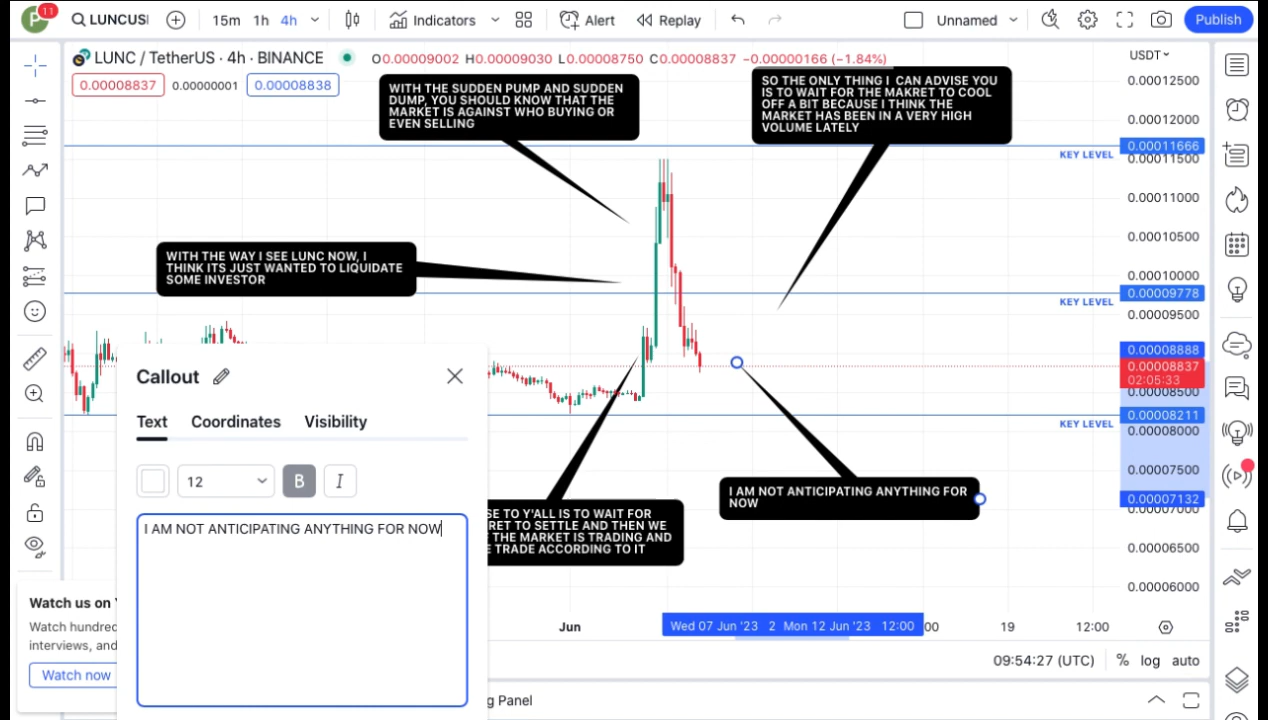 P
11
LUNCUS
15m 1h 4h
Indicators
Alert
Replay
Unnamed
Publish
LUNC / TetherUS · 4h · BINANCE
O0.00009002 H0.00009030 L0.00008750 C0.00008837 −0.00000166 (−1.84%)
0.00008837 0.00000001 0.00008838
USDT
WITH THE SUDDEN PUMP AND SUDDEN
DUMP, YOU SHOULD KNOW THAT THE
MARKET IS AGAINST WHO BUYING OR
EVEN SELLING
SO THE ONLY THING I CAN ADVISE YOU
IS TO WAIT FOR THE MAKRET TO COOL
OFF A BIT BECAUSE I THINK THE
MARKET HAS BEEN IN A VERY HIGH
VOLUME LATELY
WITH THE WAY I SEE LUNC NOW, I
THINK ITS JUST WANTED TO LIQUIDATE
SOME INVESTOR
0.00012500
0.00012000
0.00011666
KEY LEVEL
0.00011500
0.00011000
0.00010500
0.00010000
0.00009778
KEY LEVEL
0.00009500
0.00008888
0.00008837
02:05:33
0.00008500
0.00008211
KEY LEVEL
0.00008000
0.00007500
0.00007132
0.00007000
0.00006500
0.00006000
Callout
Text Coordinates Visibility
12
B I
I AM NOT ANTICIPATING ANYTHING FOR NOW
SE TO Y'ALL IS TO WAIT FOR
RET TO SETTLE AND THEN WE
THE MARKET IS TRADING AND
TRADE ACCORDING TO IT
I AM NOT ANTICIPATING ANYTHING FOR
NOW
Watch us on
Watch hundred
interviews, and
Watch now
Jun
Wed 07 Jun '23 2 Mon 12 Jun '23 12:00
:00
19
12:00
09:54:27 (UTC)
% log auto
g Panel